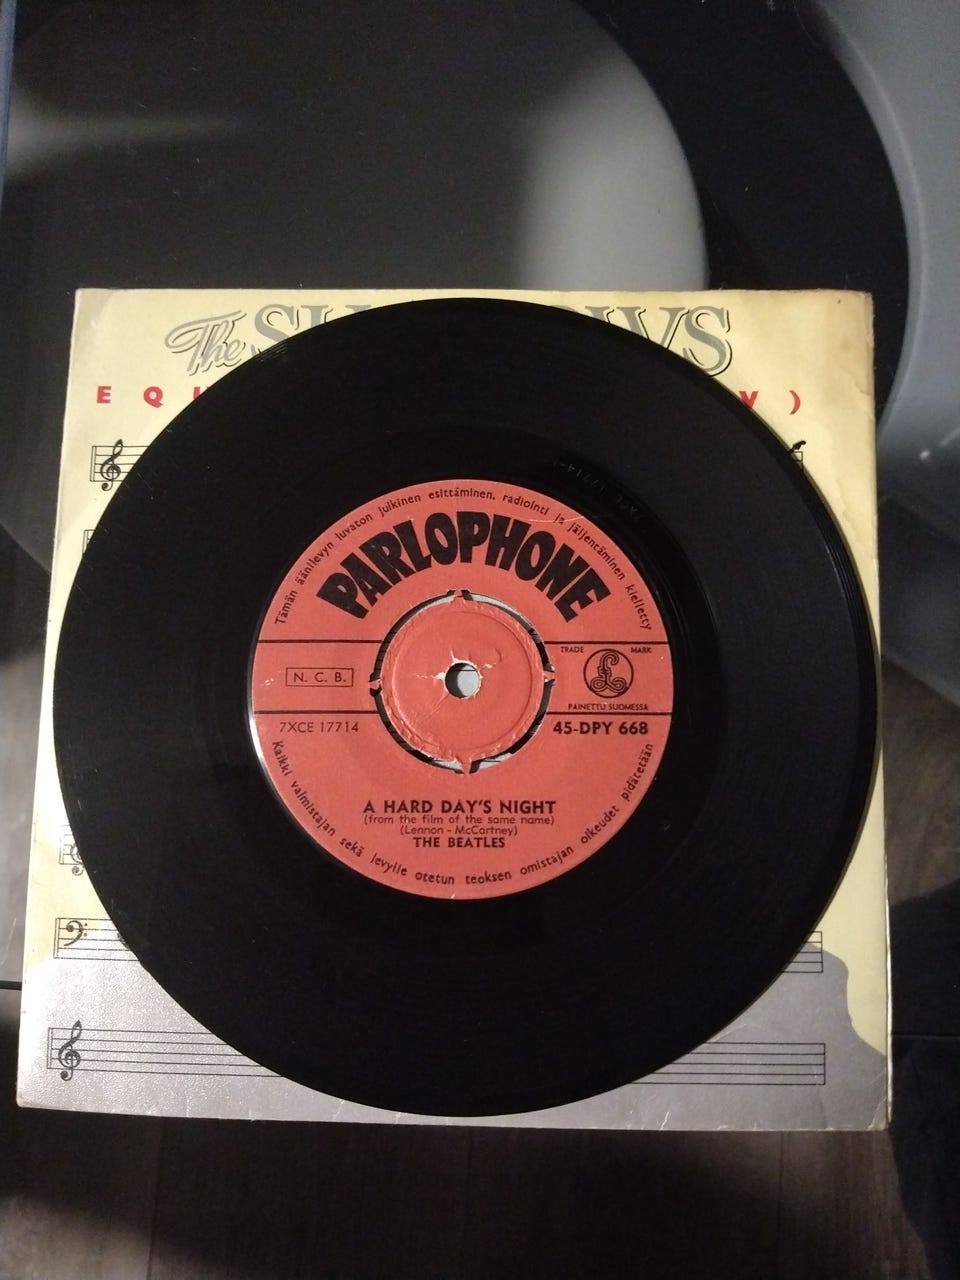 The
E Q
V )
Tämän äänilevyn luvaton julkinen esittäminen, radiointi ja jäljentäminen kielletty
PARLOPHONE
N. C. B.
TRADE MARK
£
PAINETTU SUOMESSA
7XCE 17714
45-DPY 668
A HARD DAY'S NIGHT
(from the film of the same name)
(Lennon - McCartney)
THE BEATLES
Kaikki valmistajan sekä levylle otetun teoksen omistajan oikeudet pidätetään